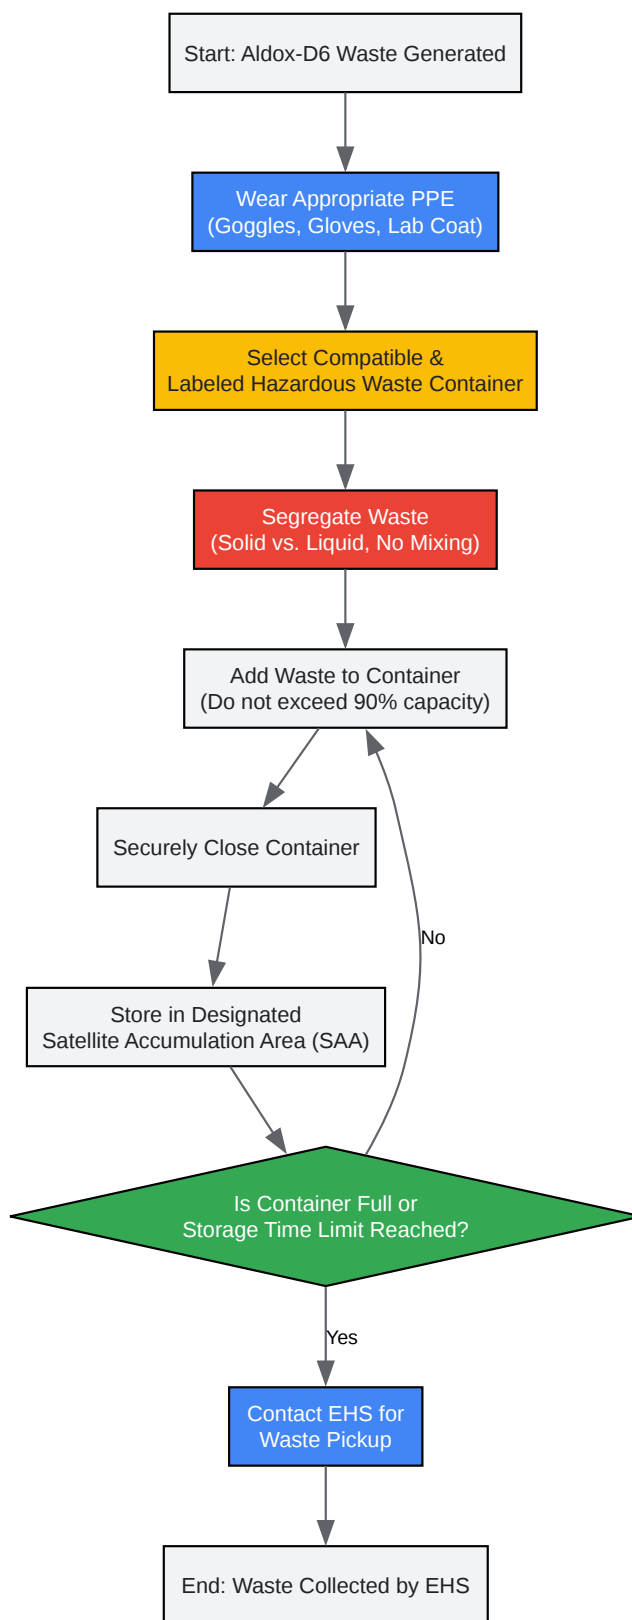 Start: Aldox-D6 Waste Generated
Wear Appropriate PPE
(Goggles, Gloves, Lab Coat)
Select Compatible &
Labeled Hazardous Waste Container
Segregate Waste
(Solid vs. Liquid, No Mixing)
Add Waste to Container
(Do not exceed 90% capacity)
Securely Close Container
No
Store in Designated
Satellite Accumulation Area (SAA)
Is Container Full or
Storage Time Limit Reached?
Yes
Contact EHS for
Waste Pickup
End: Waste Collected by EHS